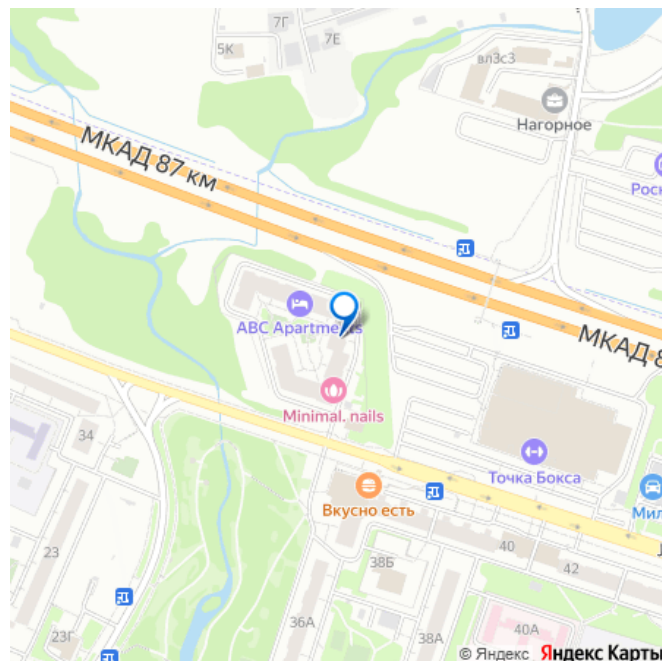 7Г
7Е
5К
вл3с3
Нагорное
Роск
МКАД 87 км
ABC Apartments
МКАД 8
Minimal. nails
34
Точка Бокса
Мил
Вкусно есть
23
38Б
40
42
36А
38А
40А
23Г
© Яндекс Яндекс Карты